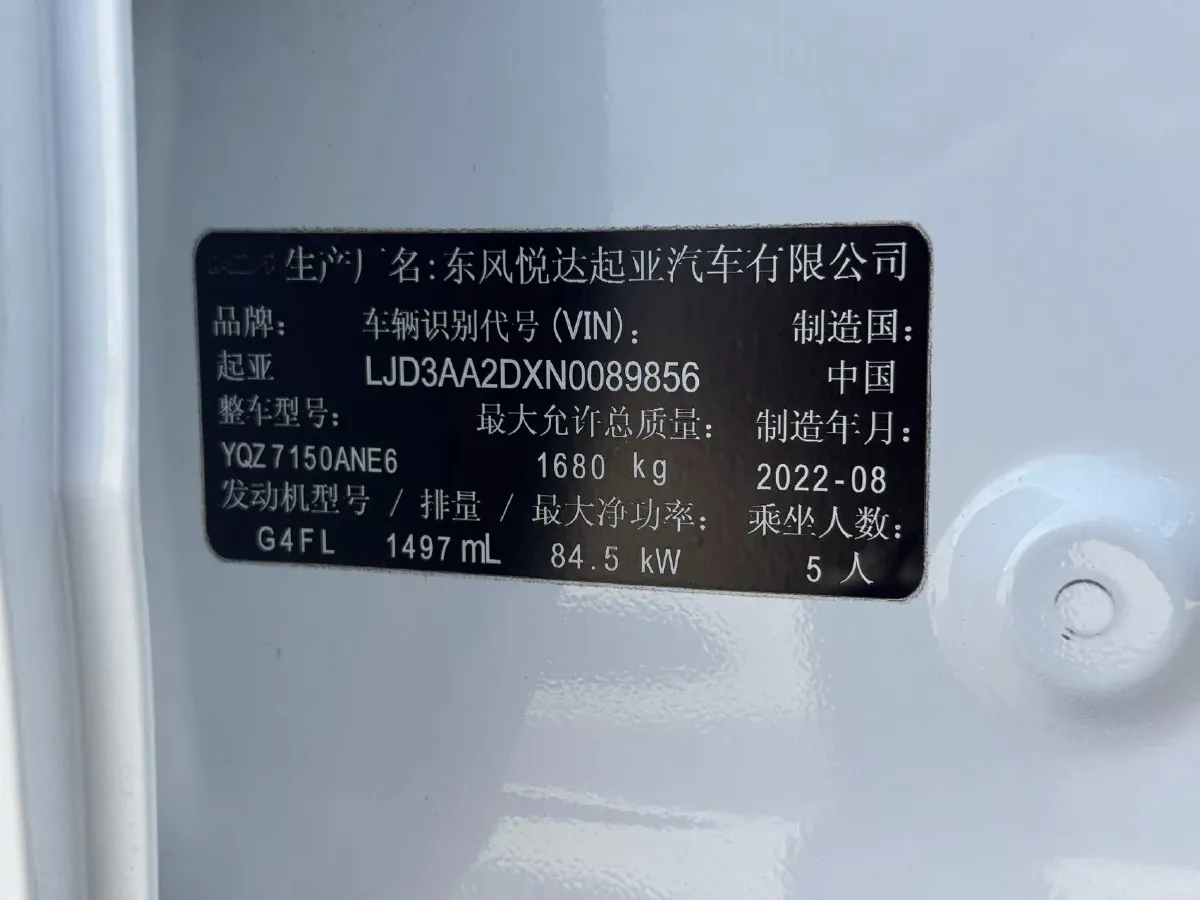 生产厂名:东风悦达起亚汽车有限公司
品牌: 车辆识别代号(VIN): 制造国:
起亚 LJD3AA2DXN0089856 中国
整车型号: 最大允许总质量: 制造年月:
YQZ7150ANE6 1680 kg 2022-08
发动机型号 / 排量 / 最大净功率: 乘坐人数:
G4FL 1497mL 84.5 kW 5人